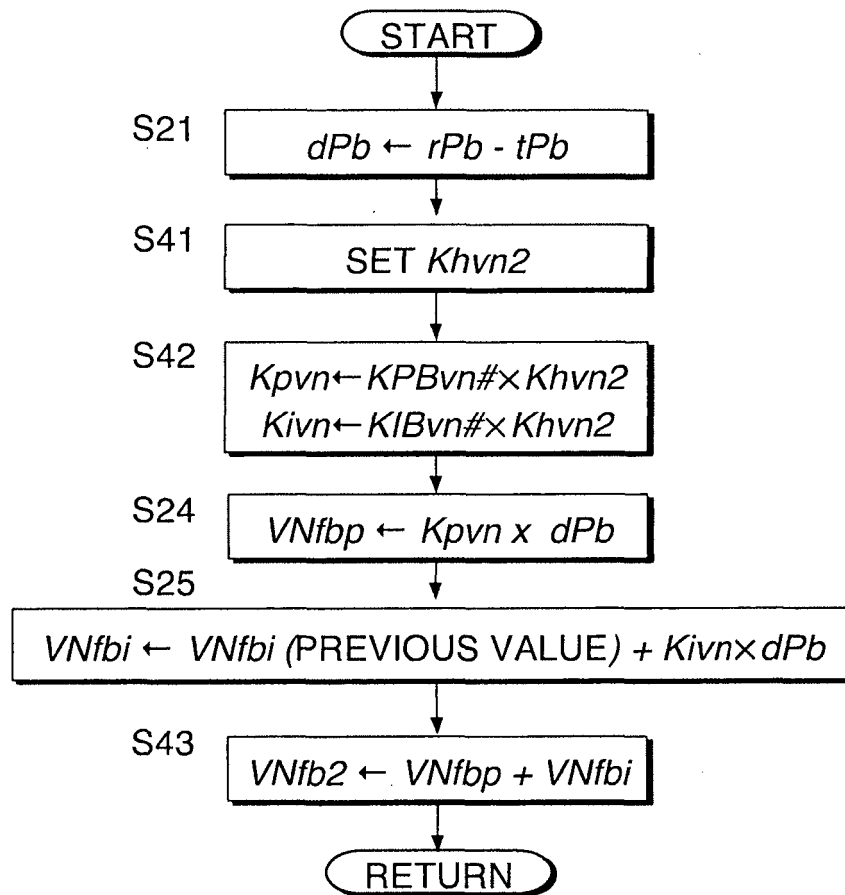 START
S21
dPb ← rPb - tPb
S41
SET Khvn2
S42
Kpvn←KPBvn#×Khvn2
Kivn←KIBvn#×Khvn2
S24
VNfbp ← Kpvn x dPb
S25
VNfbi ← VNfbi (PREVIOUS VALUE) + Kivn×dPb
S43
VNfb2 ← VNfbp + VNfbi
RETURN